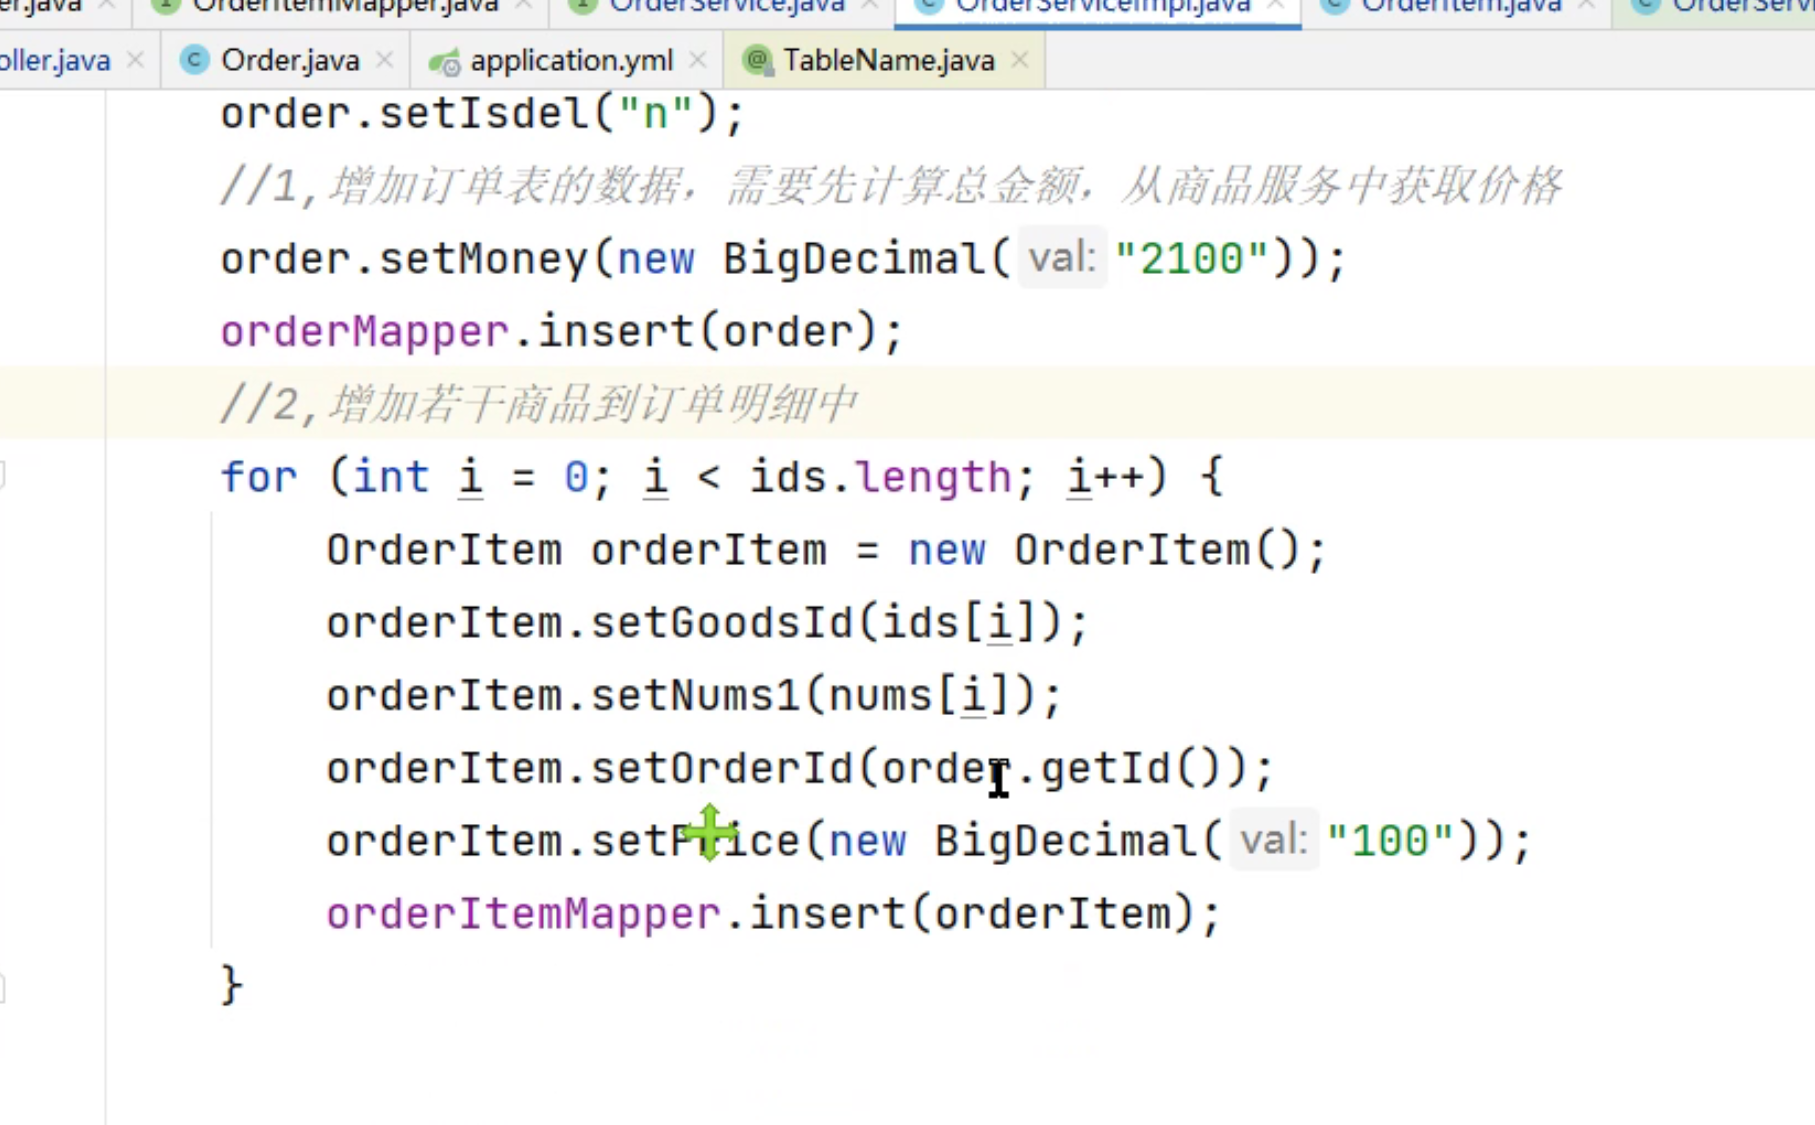 er.java OrderItemMapper.java OrderService.java OrderServiceImpl.java OrderItem.java OrderServi
oller.java Order.java application.yml TableName.java
order.setIsdel("n");
//1,增加订单表的数据，需要先计算总金额，从商品服务中获取价格
order.setMoney(new BigDecimal( val: "2100"));
orderMapper.insert(order);
//2,增加若干商品到订单明细中
for (int i = 0; i < ids.length; i++) {
OrderItem orderItem = new OrderItem();
orderItem.setGoodsId(ids[i]);
orderItem.setNums1(nums[i]);
orderItem.setOrderId(order.getId());
orderItem.setPrice(new BigDecimal( val: "100"));
orderItemMapper.insert(orderItem);
}